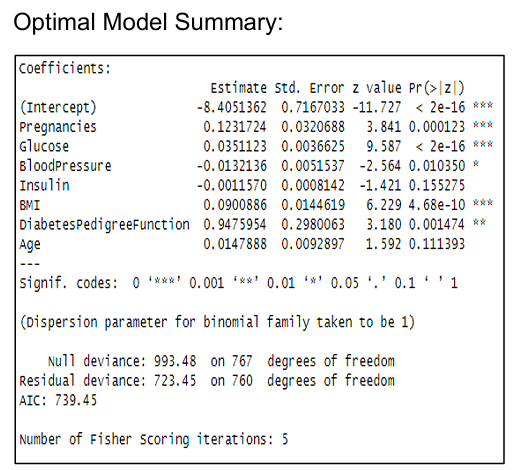 Optimal Model Summary:
Coefficients:
Estimate Std. Error z value Pr(>|z|)
(Intercept) -8.4051362 0.7167033 -11.727 < 2e-16 ***
Pregnancies 0.1231724 0.0320688 3.841 0.000123 ***
Glucose 0.0351123 0.0036625 9.587 < 2e-16 ***
BloodPressure -0.0132136 0.0051537 -2.564 0.010350 *
Insulin -0.0011570 0.0008142 -1.421 0.155275
BMI 0.0900886 0.0144619 6.229 4.68e-10 ***
DiabetesPedigreeFunction 0.9475954 0.2980063 3.180 0.001474 **
Age 0.0147888 0.0092897 1.592 0.111393
---
Signif. codes: 0 ‘***’ 0.001 ‘**’ 0.01 ‘*’ 0.05 ‘.’ 0.1 ‘ ’ 1
(Dispersion parameter for binomial family taken to be 1)
Null deviance: 993.48 on 767 degrees of freedom
Residual deviance: 723.45 on 760 degrees of freedom
AIC: 739.45
Number of Fisher Scoring iterations: 5